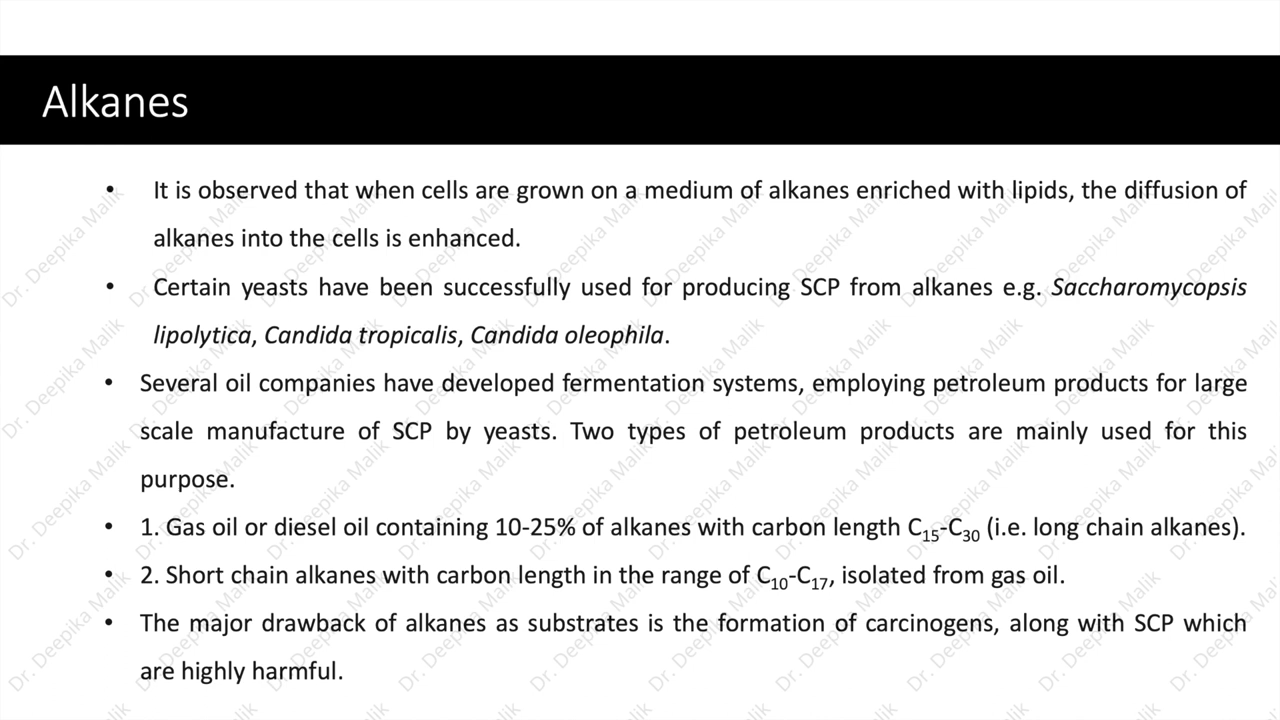 Alkanes
• It is observed that when cells are grown on a medium of alkanes enriched with lipids, the diffusion of
alkanes into the cells is enhanced.
• Certain yeasts have been successfully used for producing SCP from alkanes e.g. Saccharomycopsis
lipolytica, Candida tropicalis, Candida oleophila.
• Several oil companies have developed fermentation systems, employing petroleum products for large
scale manufacture of SCP by yeasts. Two types of petroleum products are mainly used for this
purpose.
• 1. Gas oil or diesel oil containing 10-25% of alkanes with carbon length C₁₅-C₃₀ (i.e. long chain alkanes).
• 2. Short chain alkanes with carbon length in the range of C₁₀-C₁₇, isolated from gas oil.
• The major drawback of alkanes as substrates is the formation of carcinogens, along with SCP which
are highly harmful.
Dr. Deepika Malik